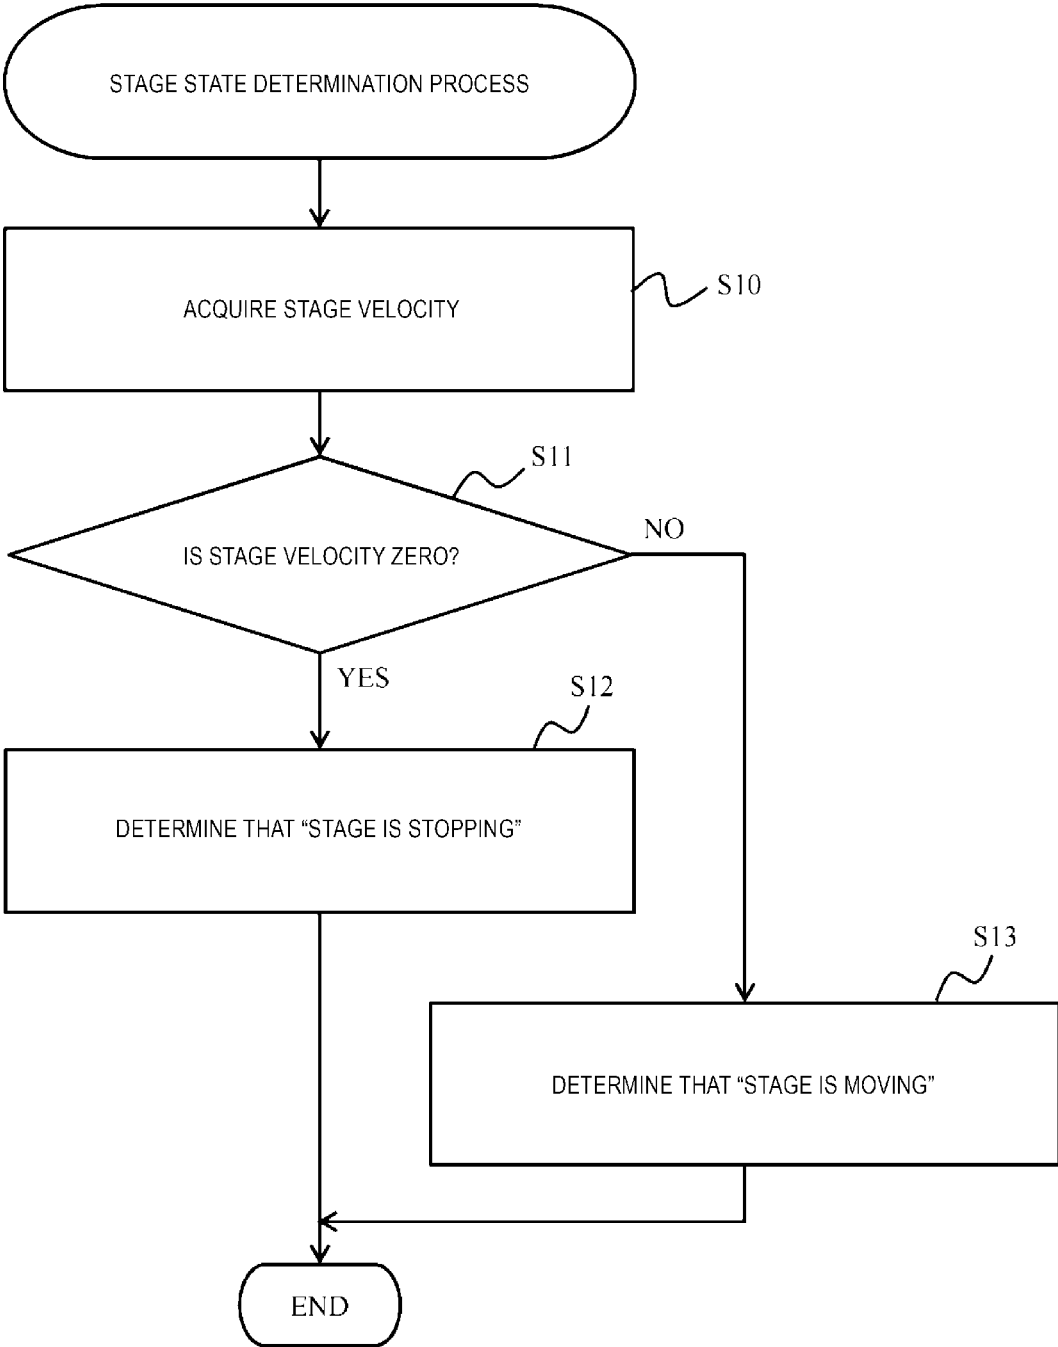 STAGE STATE DETERMINATION PROCESS
ACQUIRE STAGE VELOCITY
S10
S11
IS STAGE VELOCITY ZERO?
NO
YES
S12
DETERMINE THAT “STAGE IS STOPPING”
S13
DETERMINE THAT “STAGE IS MOVING”
END